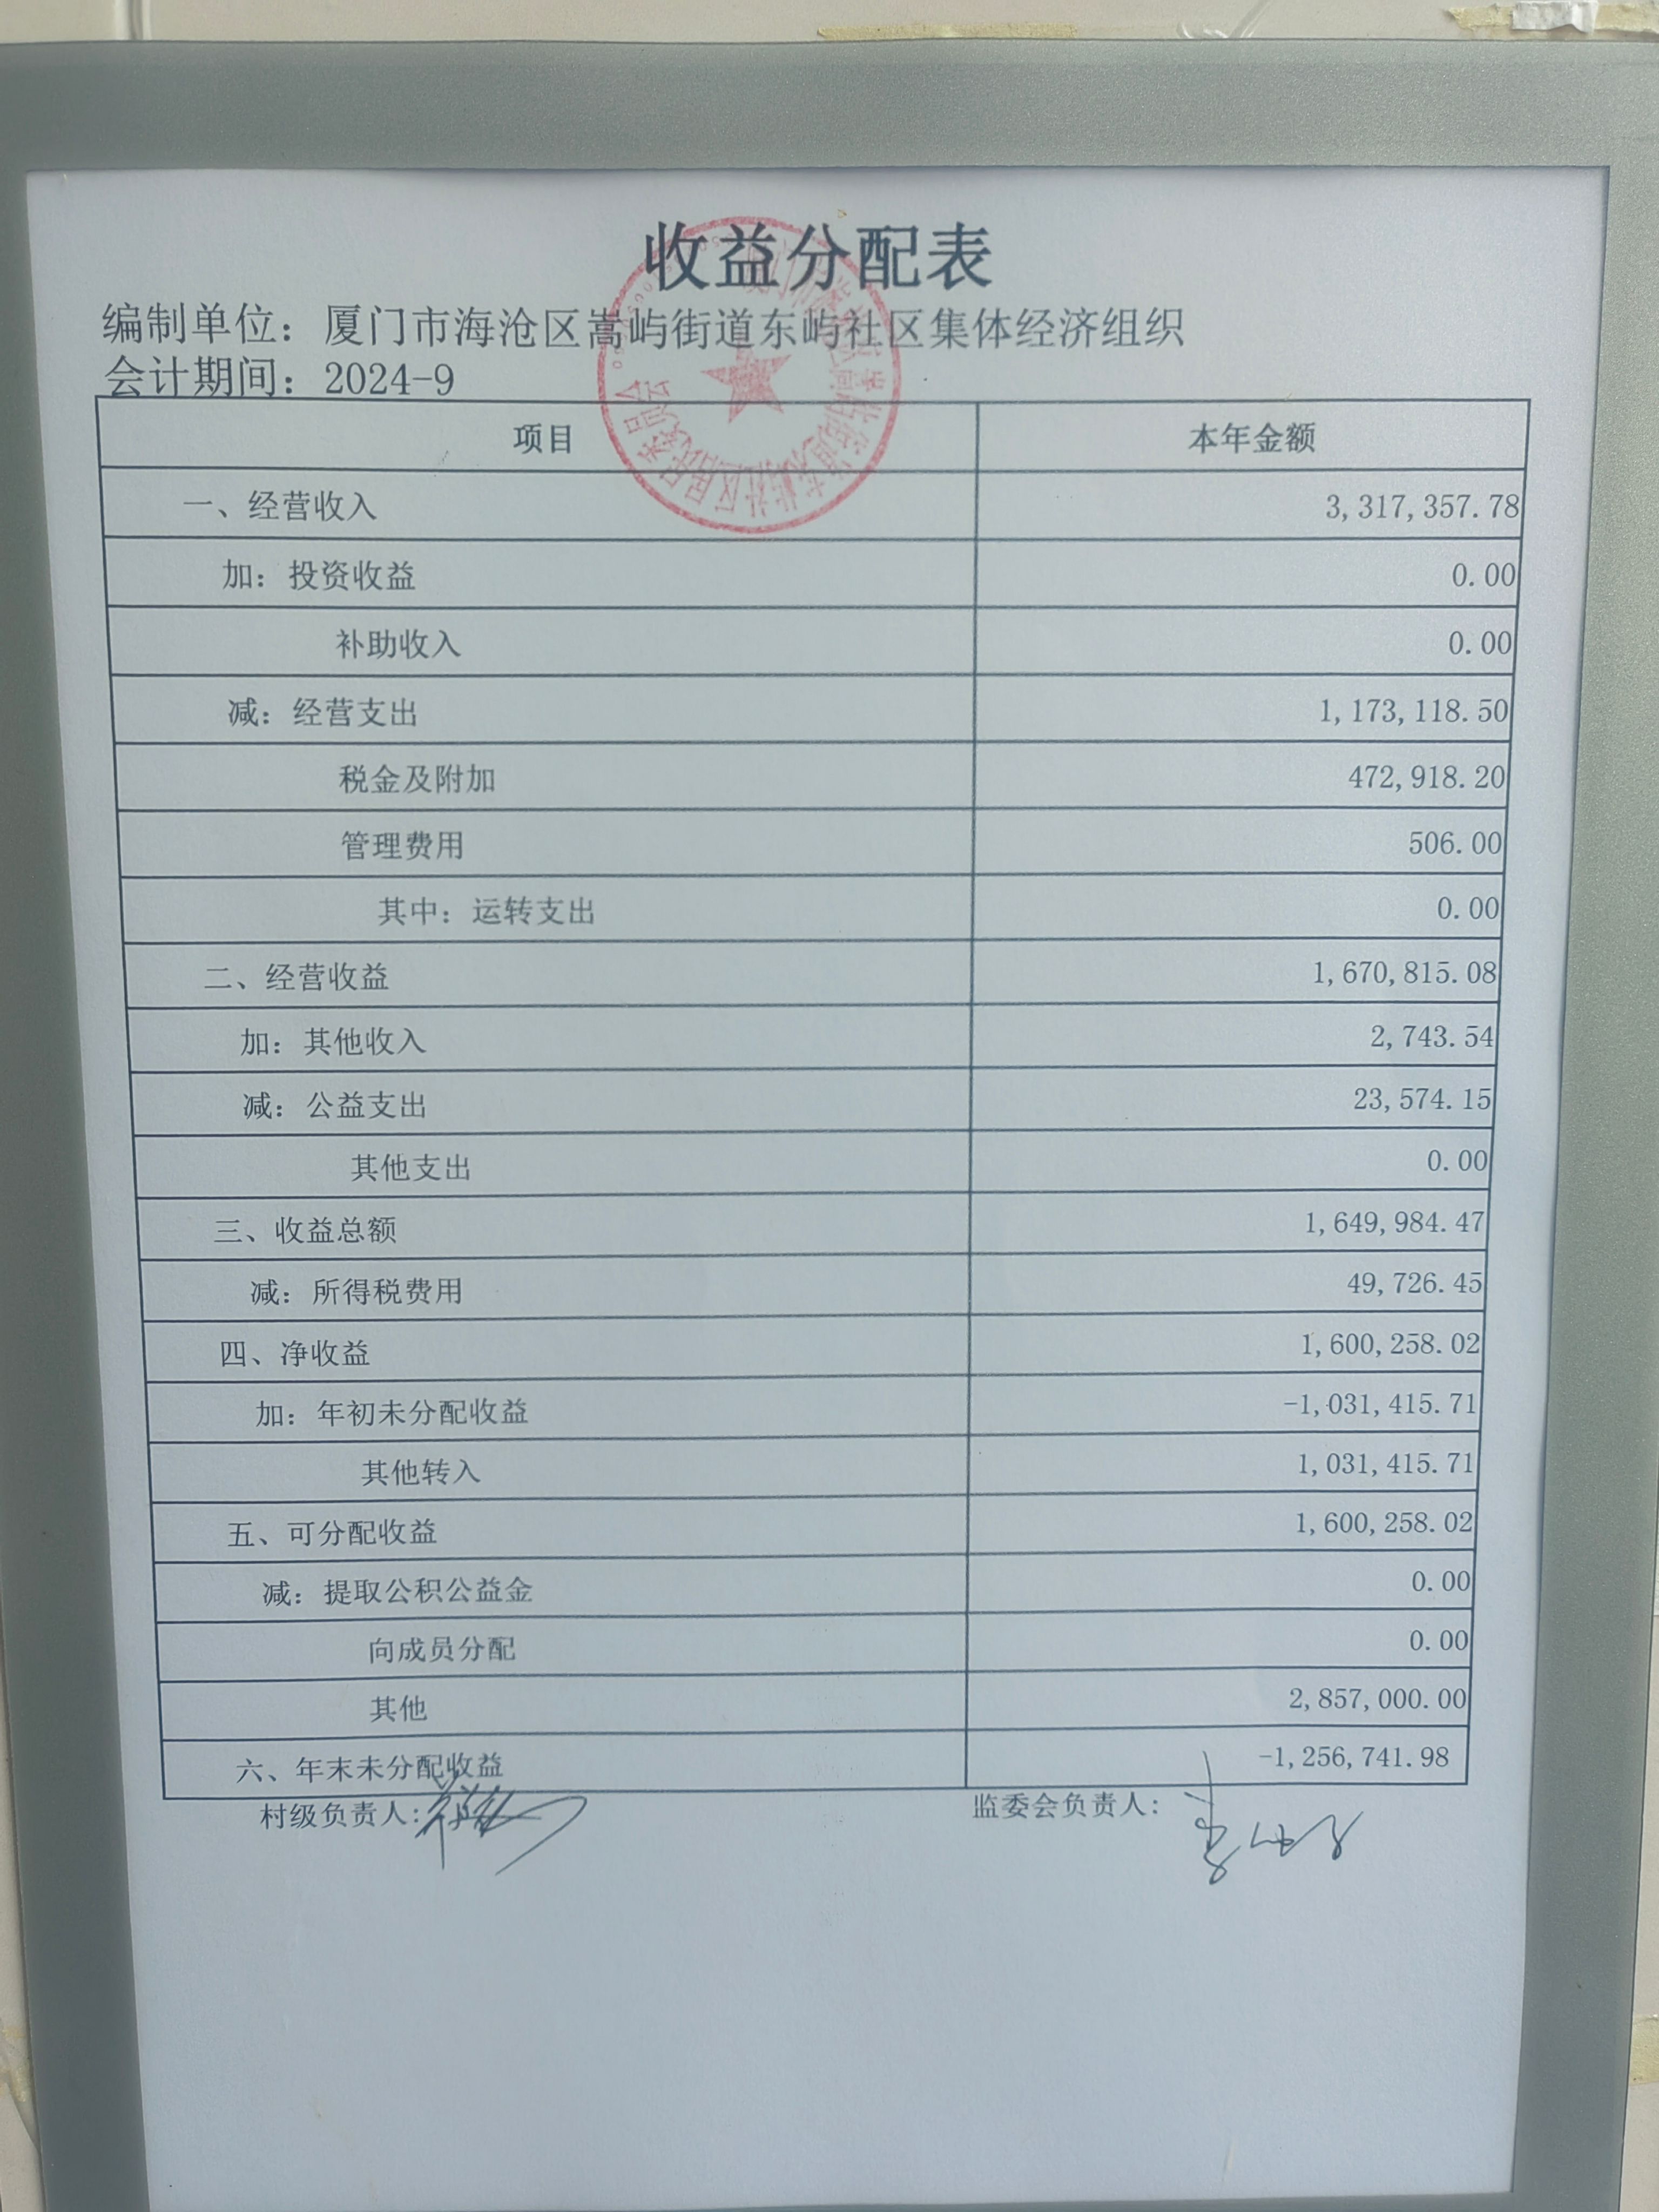 收益分配表
编制单位：厦门市海沧区嵩屿街道东屿社区集体经济组织
会计期间：2024-9
项目 本年金额
一、经营收入 3,317,357.78
加：投资收益 0.00
补助收入 0.00
减：经营支出 1,173,118.50
税金及附加 472,918.20
管理费用 506.00
其中：运转支出 0.00
二、经营收益 1,670,815.08
加：其他收入 2,743.54
减：公益支出 23,574.15
其他支出 0.00
三、收益总额 1,649,984.47
减：所得税费用 49,726.45
四、净收益 1,600,258.02
加：年初未分配收益 -1,031,415.71
其他转入 1,031,415.71
五、可分配收益 1,600,258.02
减：提取公积公益金 0.00
向成员分配 0.00
其他 2,857,000.00
六、年末未分配收益 -1,256,741.98
村级负责人： 监委会负责人：